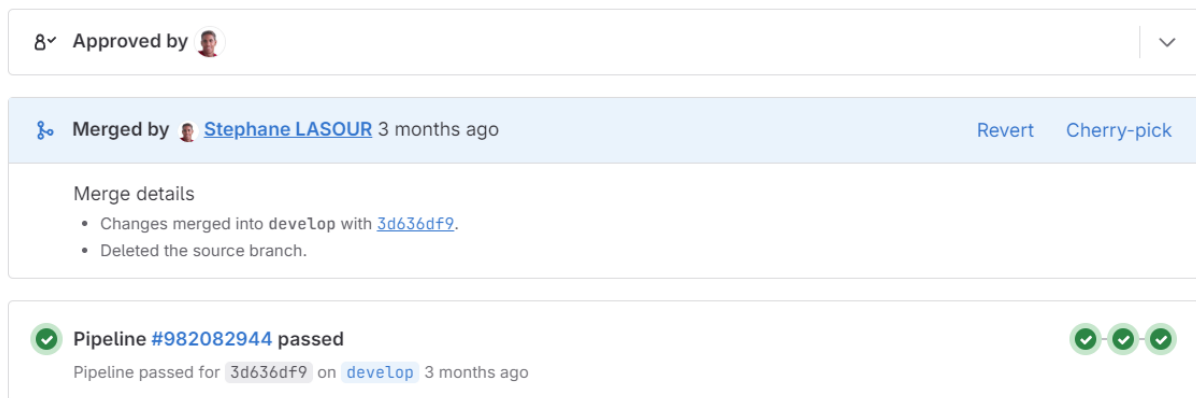 Approved by
Merged by Stephane LASOUR 3 months ago Revert Cherry-pick
Merge details
Changes merged into develop with 3d636df9.
Deleted the source branch.
Pipeline #982082944 passed
Pipeline passed for 3d636df9 on develop 3 months ago